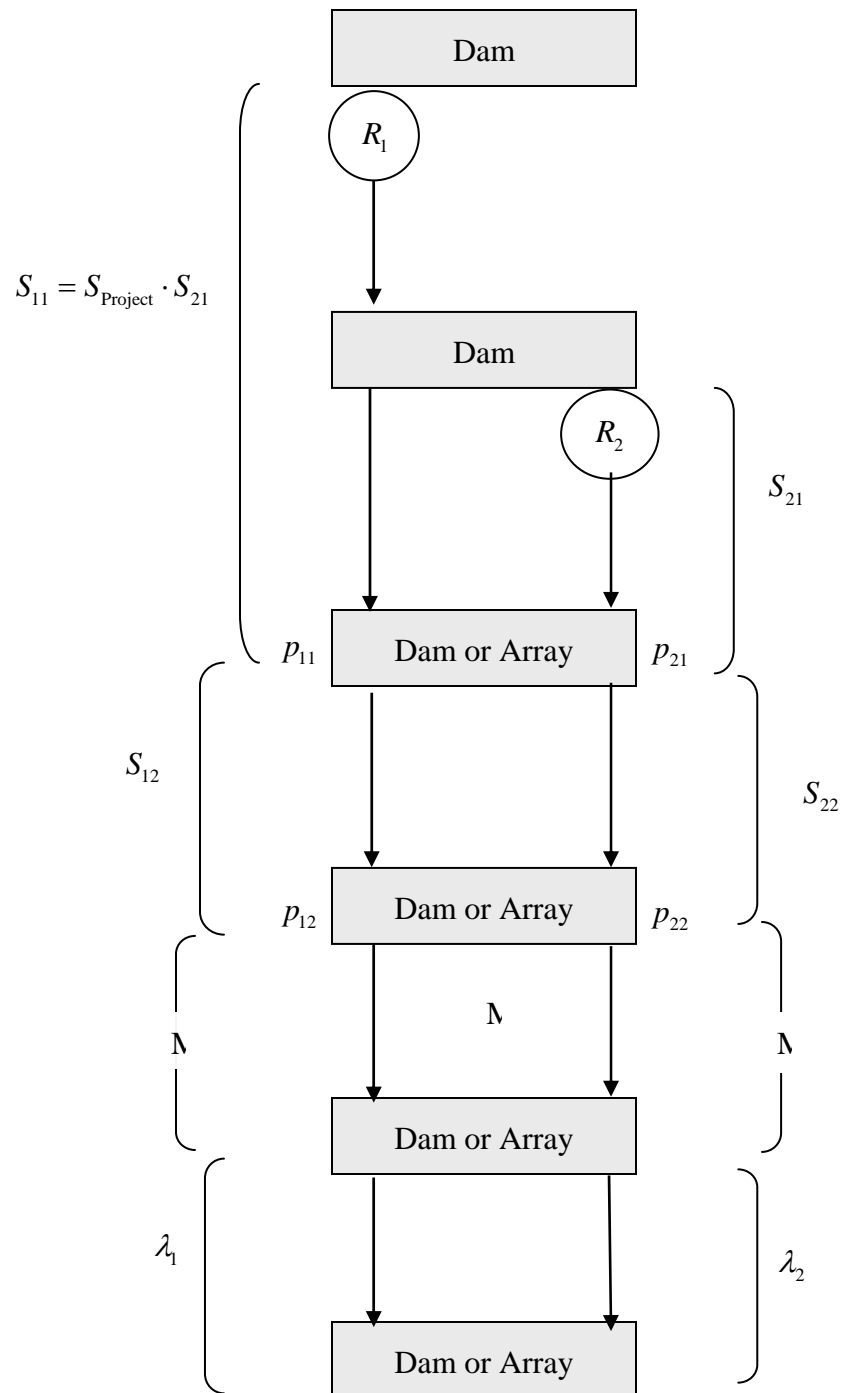 Dam
R₁
S₁₁ = S_Project · S₂₁
Dam
R₂
S₂₁
p₁₁ Dam or Array p₂₁
S₁₂
S₂₂
p₁₂ Dam or Array p₂₂
M
M M
Dam or Array
λ₁
λ₂
Dam or Array